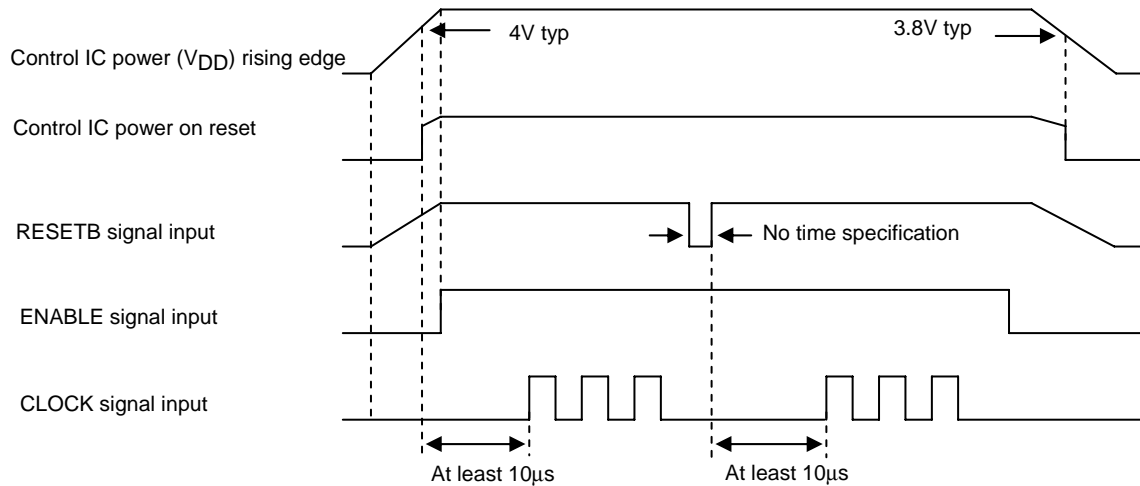 4V typ
3.8V typ
Control IC power (VDD) rising edge
Control IC power on reset
RESETB signal input
No time specification
ENABLE signal input
CLOCK signal input
At least 10μs
At least 10μs